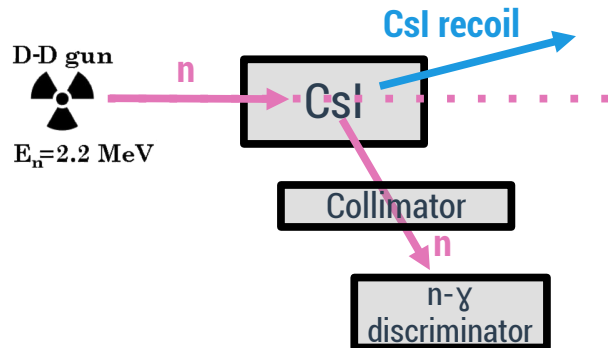 CsI recoil
D-D gun
n
CsI
Eₙ=2.2 MeV
Collimator
n
n-ɣ
discriminator